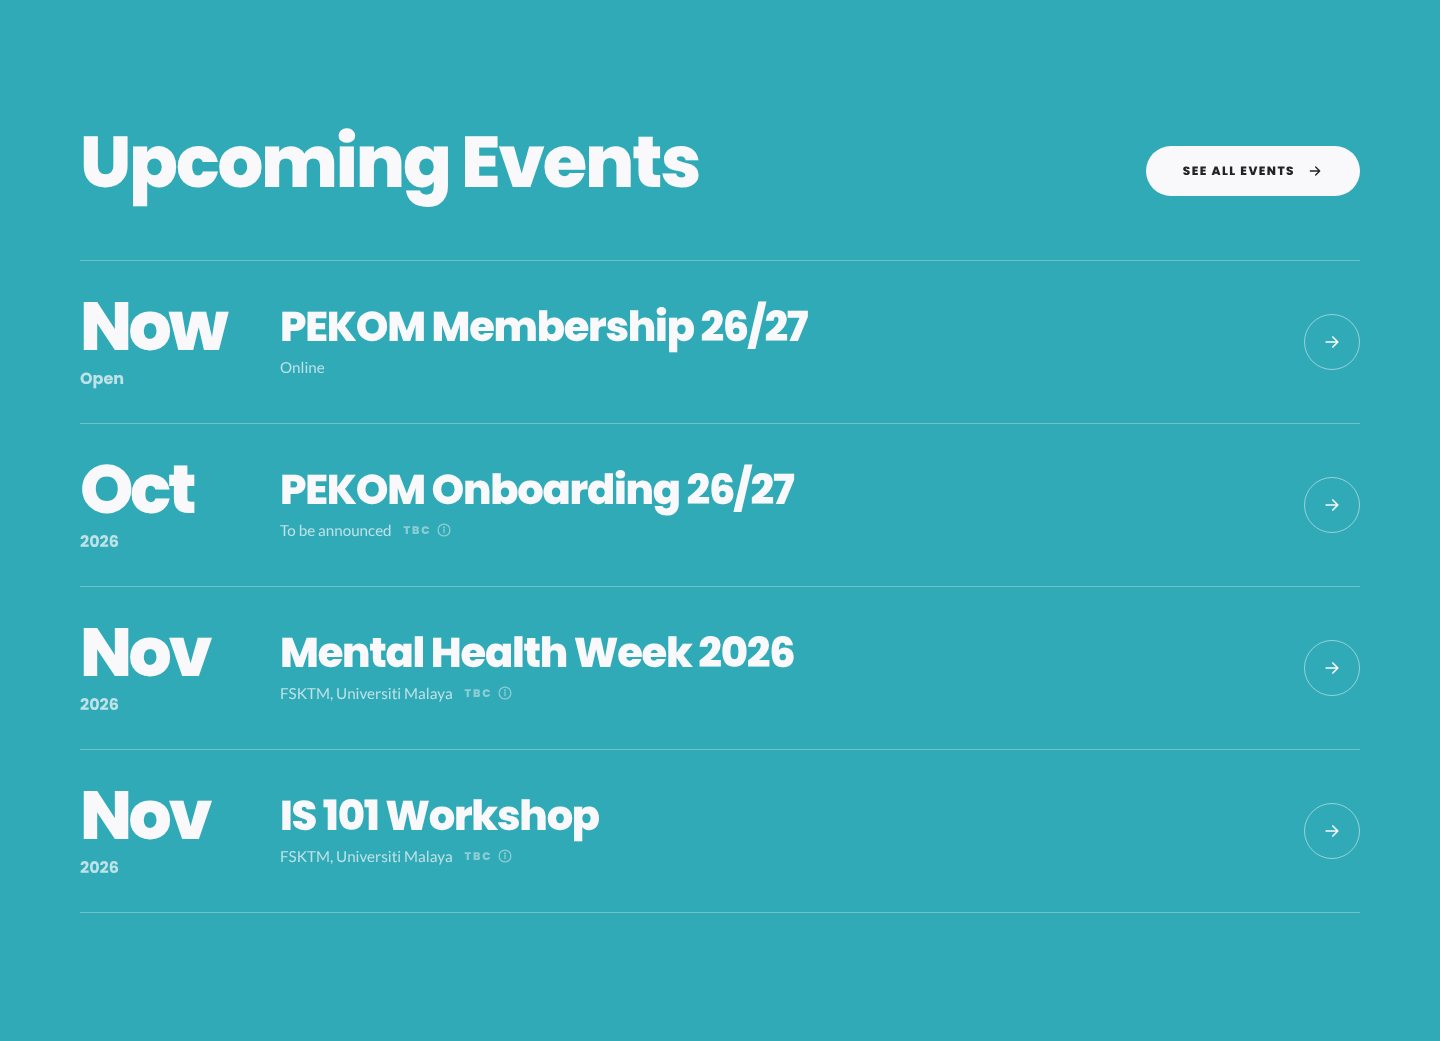 Upcoming Events
SEE ALL EVENTS
Now
Open
PEKOM Membership 26/27
Online
Oct
2026
PEKOM Onboarding 26/27
To be announced TBC
Nov
2026
Mental Health Week 2026
FSKTM, Universiti Malaya TBC
Nov
2026
IS 101 Workshop
FSKTM, Universiti Malaya TBC